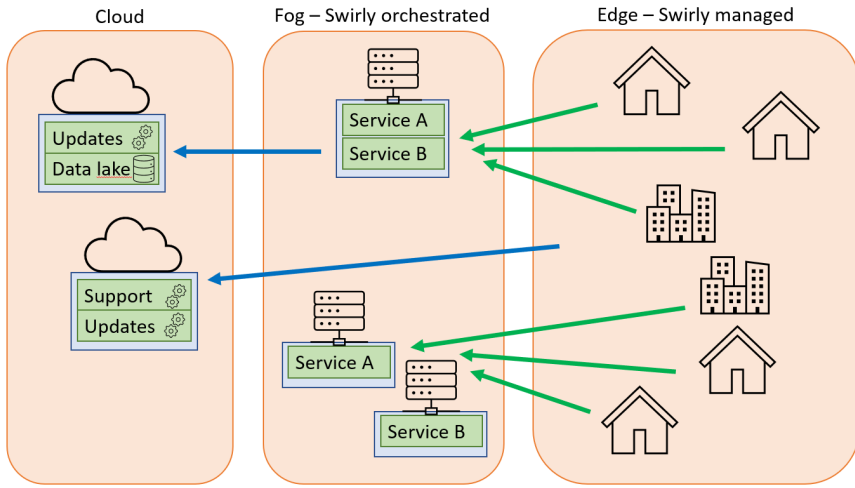 Cloud
Fog – Swirly orchestrated
Edge – Swirly managed
Updates
Data lake
Service A
Service B
Support
Updates
Service A
Service B